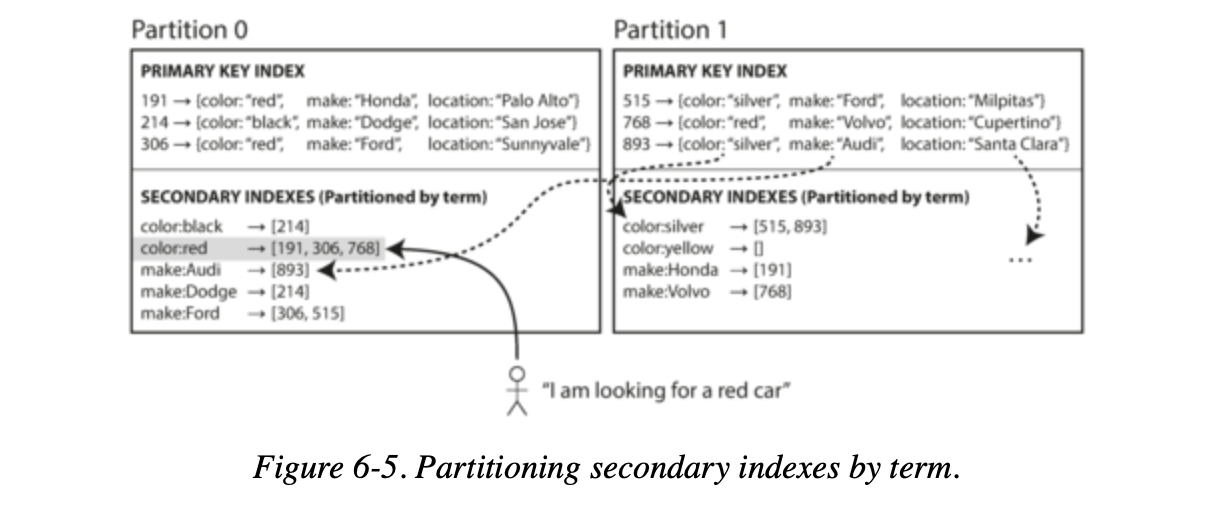 Partition 0
PRIMARY KEY INDEX
191 → {color: "red", make: "Honda", location: "Palo Alto"}
214 → {color: "black", make: "Dodge", location: "San Jose"}
306 → {color: "red", make: "Ford", location: "Sunnyvale"}
SECONDARY INDEXES (Partitioned by term)
color:black → [214]
color:red → [191, 306, 768]
make:Audi → [893]
make:Dodge → [214]
make:Ford → [306, 515]
Partition 1
PRIMARY KEY INDEX
515 → {color: "silver", make: "Ford", location: "Milpitas"}
768 → {color: "red", make: "Volvo", location: "Cupertino"}
893 → {color: "silver", make: "Audi", location: "Santa Clara"}
SECONDARY INDEXES (Partitioned by term)
color:silver → [515, 893]
color:yellow → []
make:Honda → [191]
make:Volvo → [768]
...
"I am looking for a red car"
Figure 6-5. Partitioning secondary indexes by term.